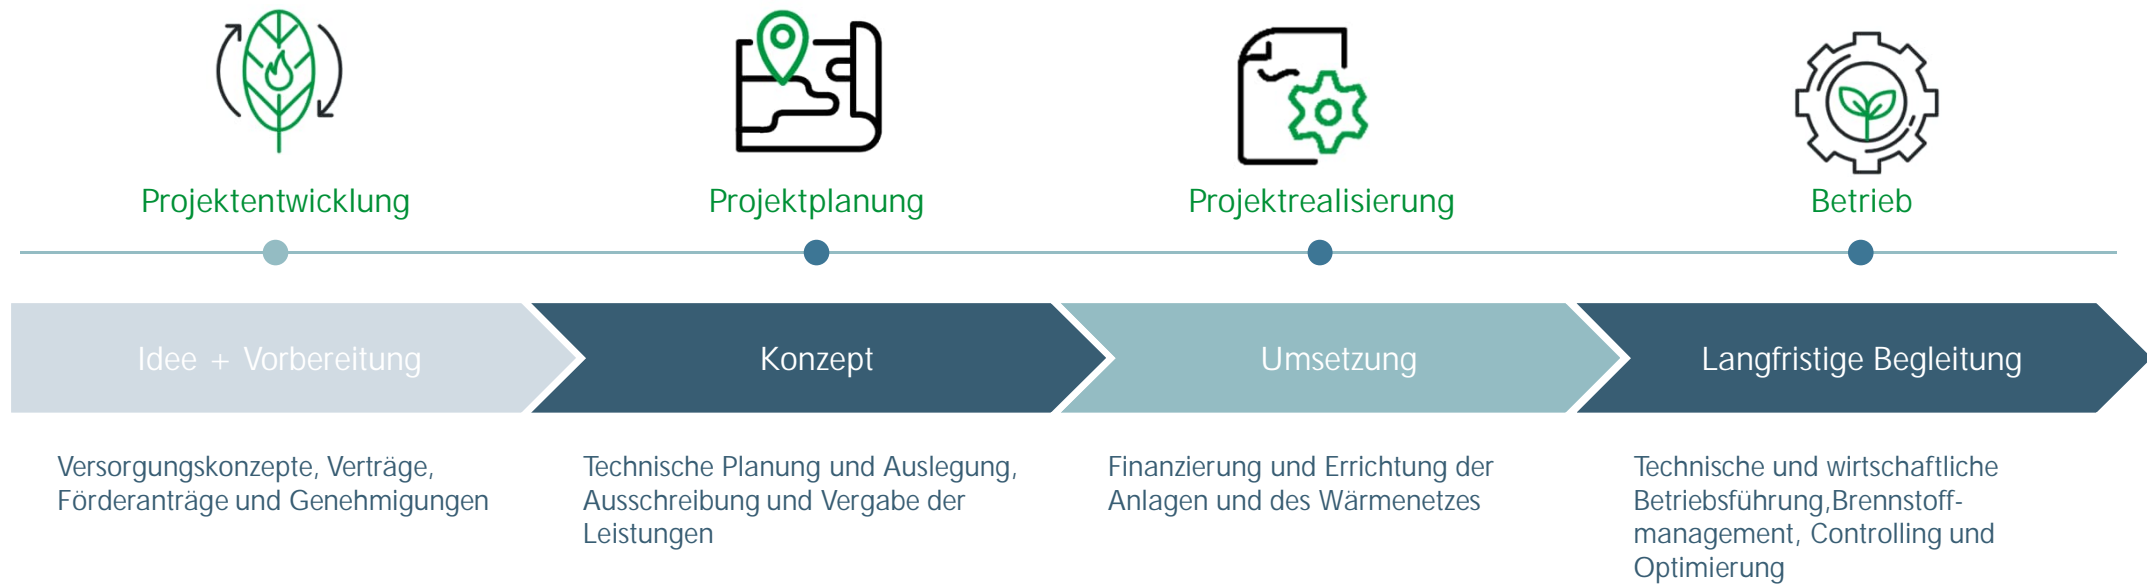 Projektentwicklung
Projektplanung
Projektrealisierung
Betrieb
Idee + Vorbereitung
Konzept
Umsetzung
Langfristige Begleitung
Versorgungskonzepte, Verträge,
Förderanträge und Genehmigungen
Technische Planung und Auslegung,
Ausschreibung und Vergabe der
Leistungen
Finanzierung und Errichtung der
Anlagen und des Wärmenetzes
Technische und wirtschaftliche
Betriebsführung,Brennstoff-
management, Controlling und
Optimierung